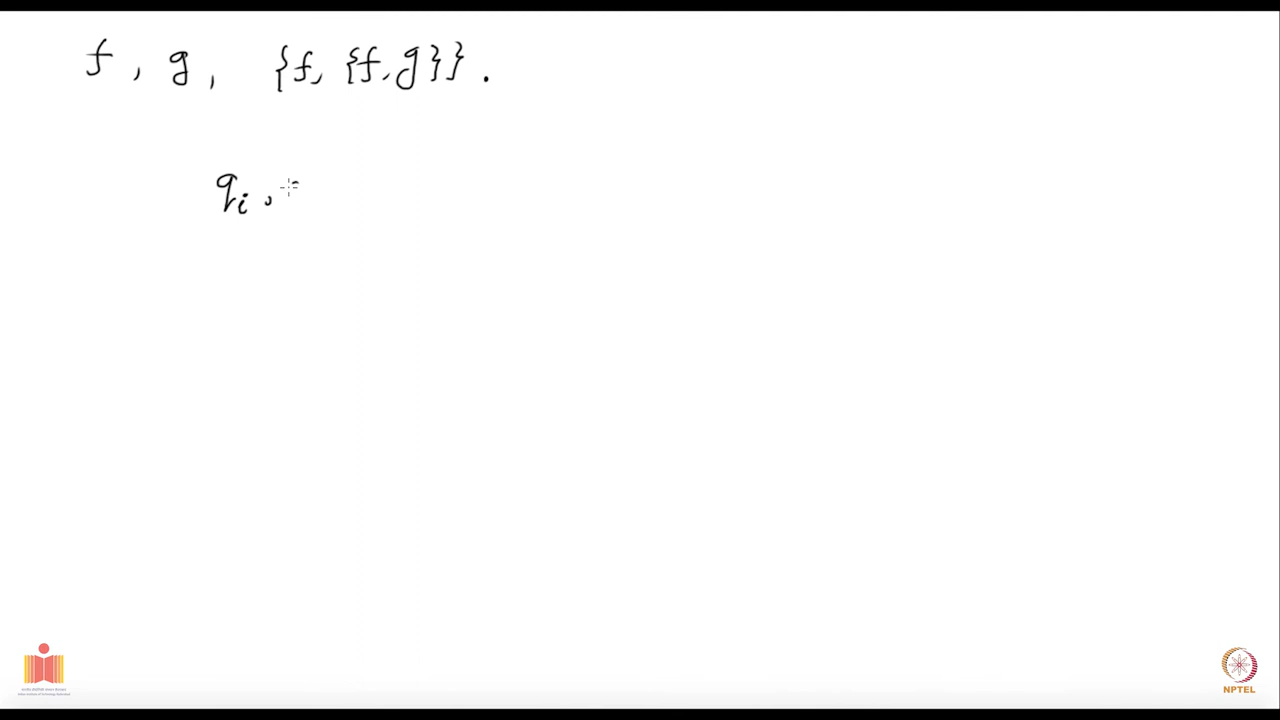 f, g, {f, {f, g}}.
qi,
NPTEL